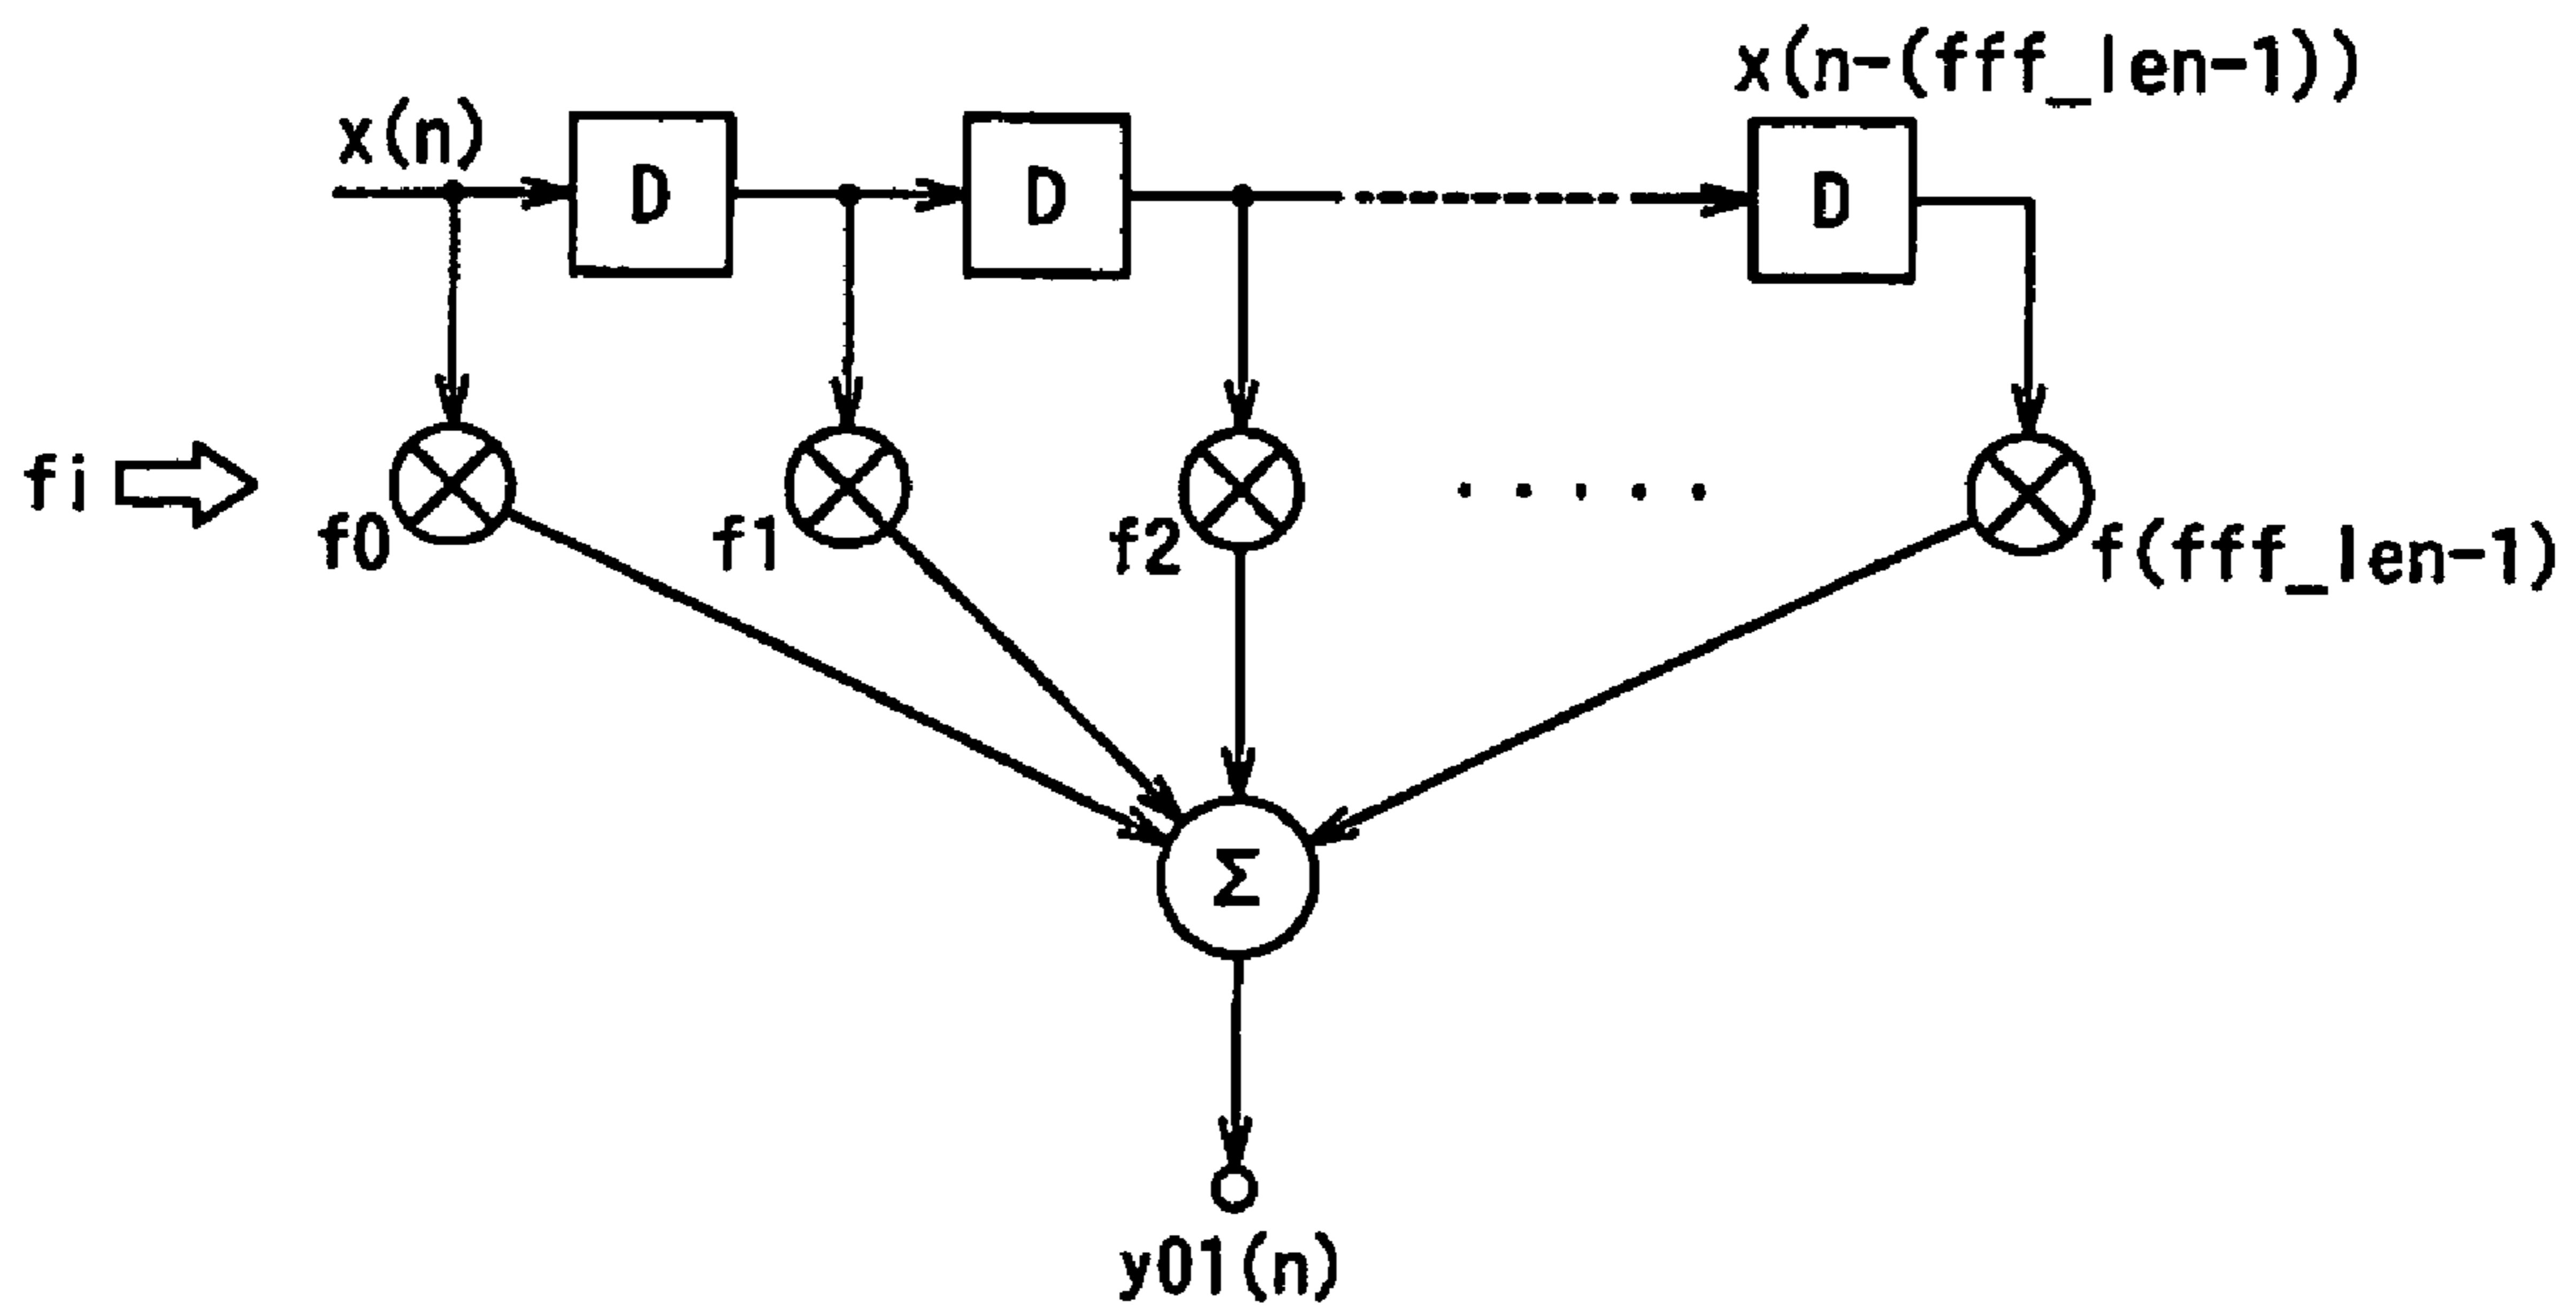 x(n-(fff_len-1))
x(n)
D
D
D
fi
f0
f1
f2
f(fff_len-1)
Σ
y01(n)